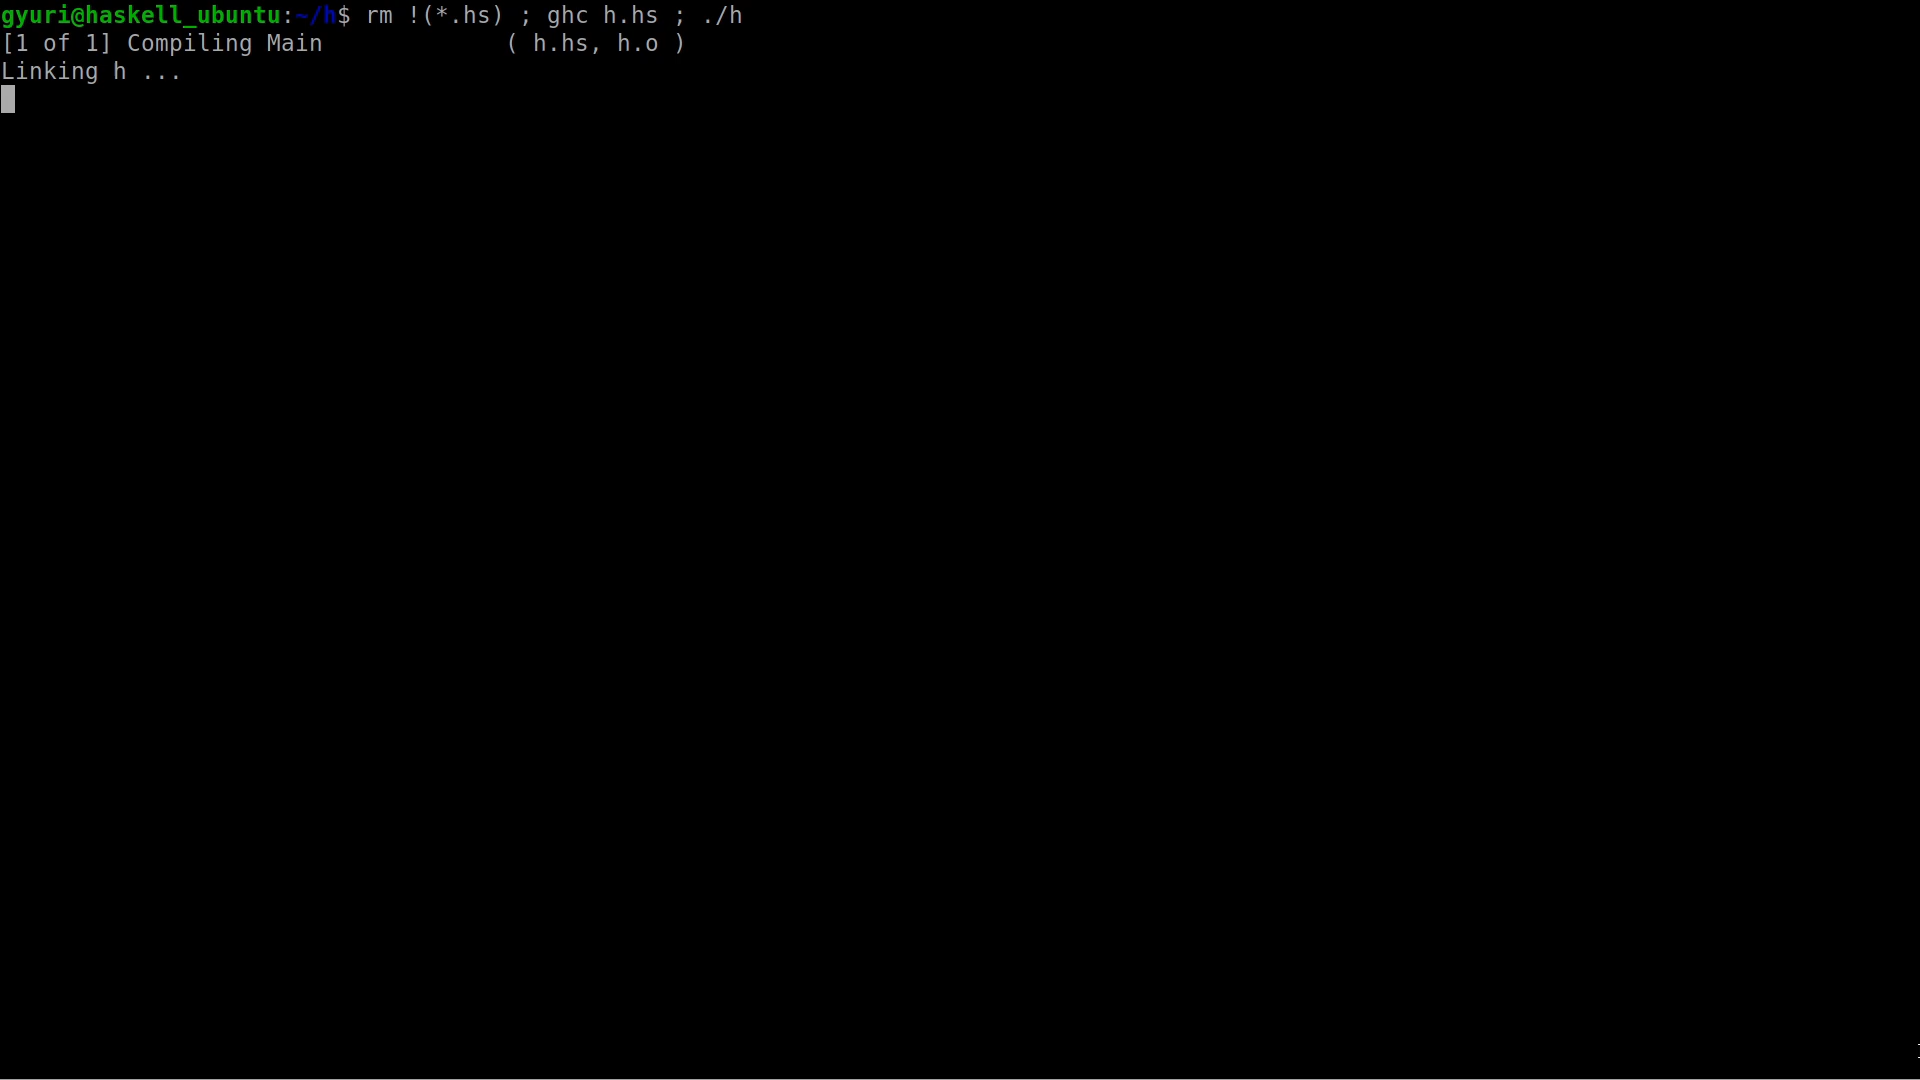 gyuri@haskell_ubuntu:~/h$ rm !(*.hs) ; ghc h.hs ; ./h
[1 of 1] Compiling Main             ( h.hs, h.o )
Linking h ...